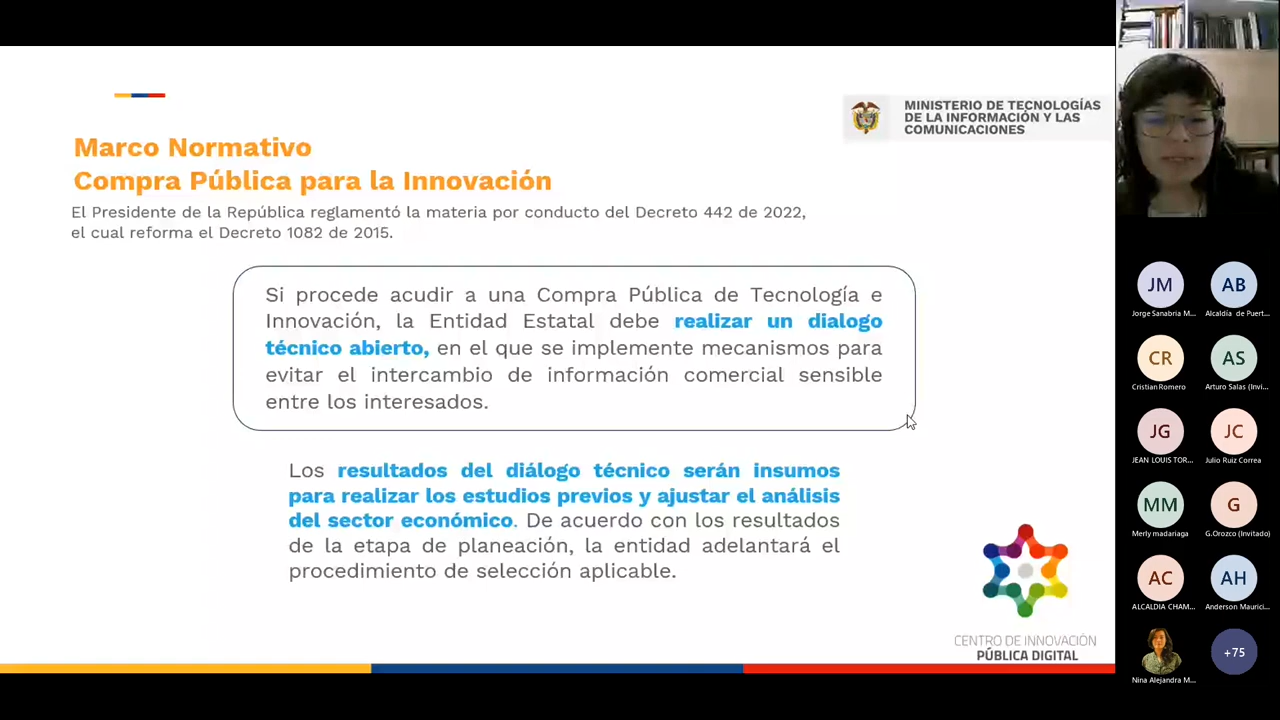 MINISTERIO DE TECNOLOGÍAS
DE LA INFORMACIÓN Y LAS
COMUNICACIONES
Marco Normativo
Compra Pública para la Innovación
El Presidente de la República reglamentó la materia por conducto del Decreto 442 de 2022,
el cual reforma el Decreto 1082 de 2015.
Si procede acudir a una Compra Pública de Tecnología e
Innovación, la Entidad Estatal debe realizar un dialogo
técnico abierto, en el que se implemente mecanismos para
evitar el intercambio de información comercial sensible
entre los interesados.
Los resultados del diálogo técnico serán insumos
para realizar los estudios previos y ajustar el análisis
del sector económico. De acuerdo con los resultados
de la etapa de planeación, la entidad adelantará el
procedimiento de selección aplicable.
CENTRO DE INNOVACIÓN
PÚBLICA DIGITAL
JM
AB
Jorge Sanabria M...
Alcaldía de Puert...
CR
AS
Cristian Romero
Arturo Salas (Invi...
JG
JC
JEAN LOUIS TOR...
Julio Ruiz Correa
MM
G
Merly madariaga
G.Orozco (Invitado)
AC
AH
ALCALDIA CHAM...
Anderson Maurici...
+75
Nina Alejandra M...